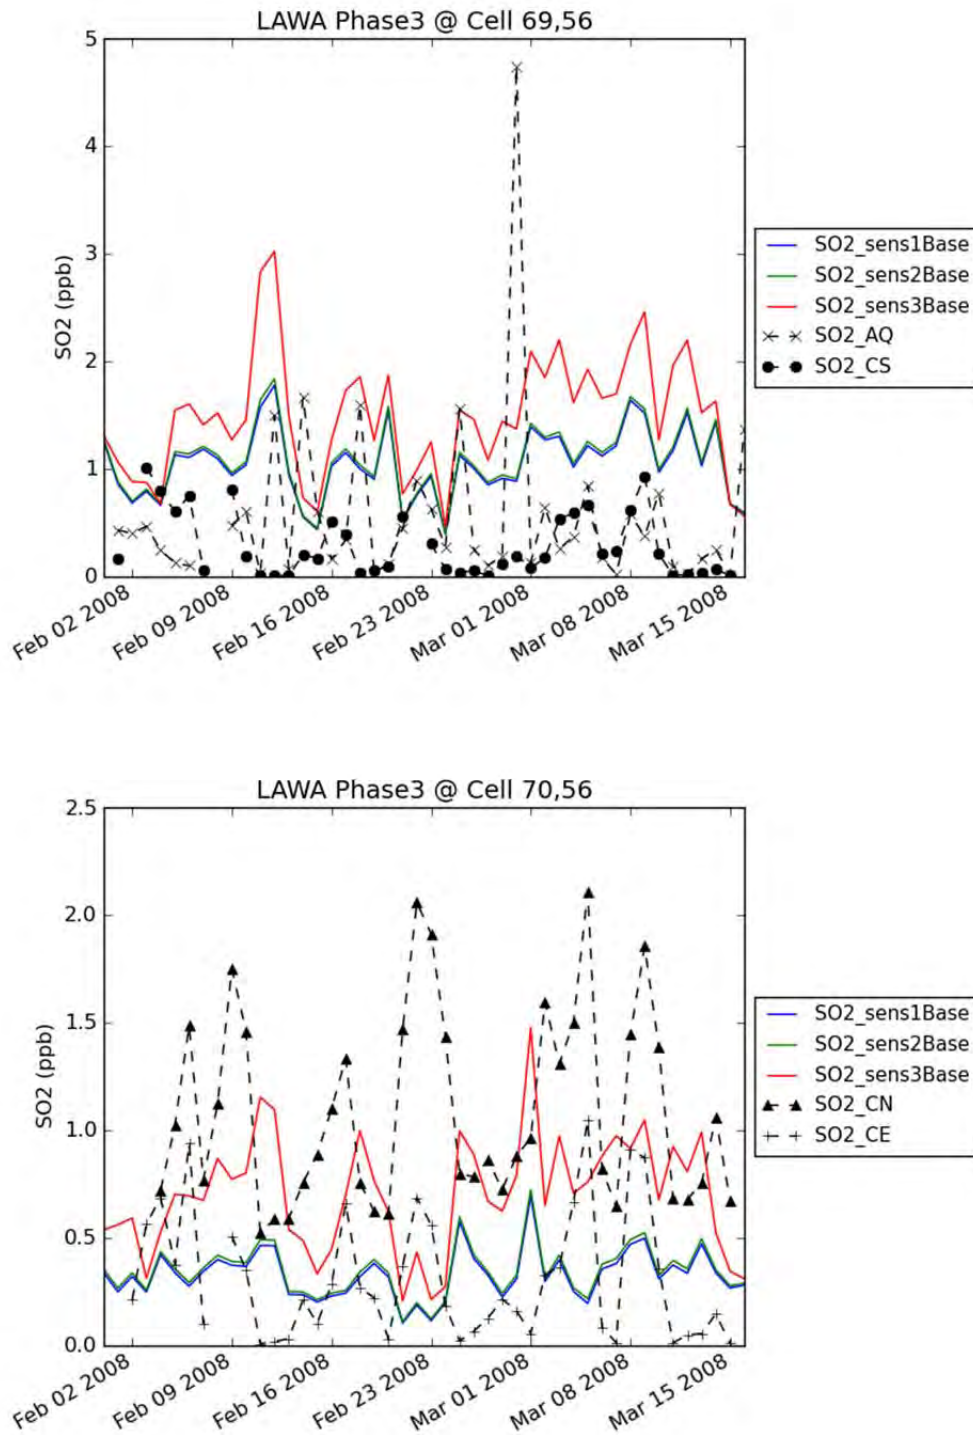 LAWA Phase3 @ Cell 69,56
5
4
3
2
1
0
SO2 (ppb)
Feb 02 2008
Feb 09 2008
Feb 16 2008
Feb 23 2008
Mar 01 2008
Mar 08 2008
Mar 15 2008
SO2_sens1Base
SO2_sens2Base
SO2_sens3Base
SO2_AQ
SO2_CS
LAWA Phase3 @ Cell 70,56
2.5
2.0
1.5
1.0
0.5
0.0
SO2 (ppb)
Feb 02 2008
Feb 09 2008
Feb 16 2008
Feb 23 2008
Mar 01 2008
Mar 08 2008
Mar 15 2008
SO2_sens1Base
SO2_sens2Base
SO2_sens3Base
SO2_CN
SO2_CE